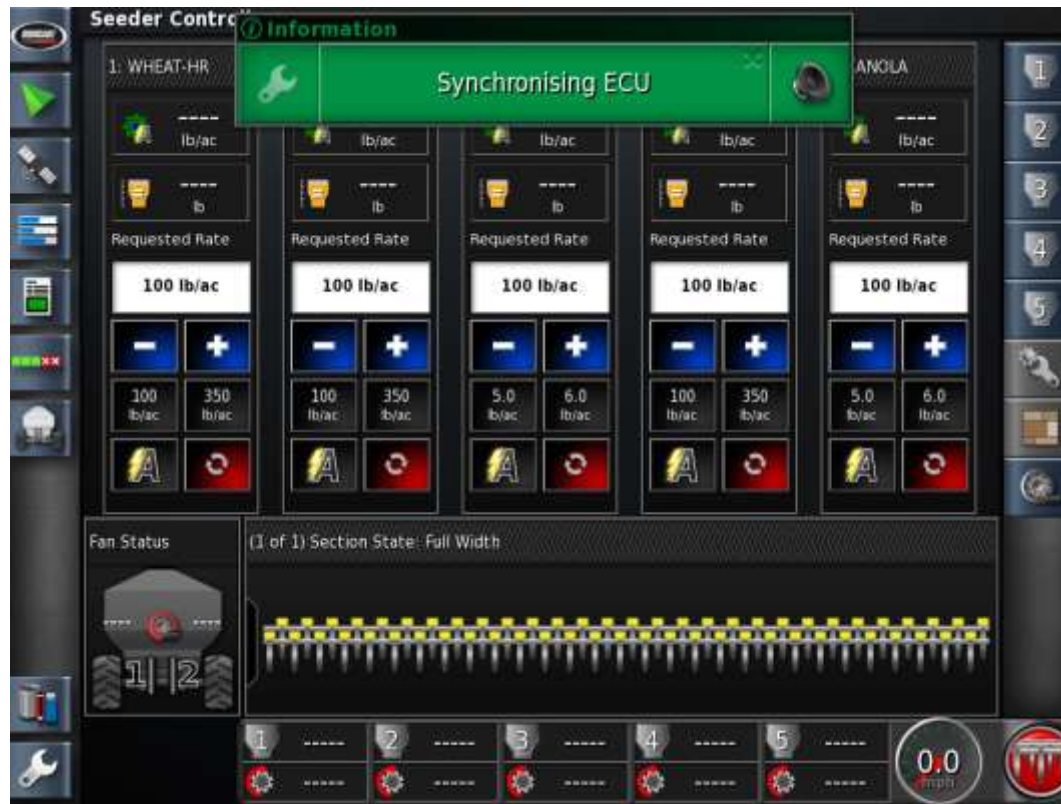 Seeder Contro
Information
Synchronising ECU
1: WHEAT-HR
ANOLA
----
lb/ac
lb/ac
lb/ac
lb/ac
----
lb/ac
----
lb
----
lb
----
lb
----
lb
----
lb
Requested Rate
Requested Rate
Requested Rate
Requested Rate
Requested Rate
100 lb/ac
100 lb/ac
100 lb/ac
100 lb/ac
100 lb/ac
100 350 100 350 5.0 6.0 100 350 5.0 6.0
lb/ac lb/ac lb/ac lb/ac lb/ac lb/ac lb/ac lb/ac lb/ac lb/ac
A A A A A
1
2
3
4
5
Fan Status
(1 of 1) Section State: Full Width
---- ----
1 2
1 ----- 2 ----- 3 ----- 4 ----- 5 -----
----- ----- ----- ----- -----
0.0
mph